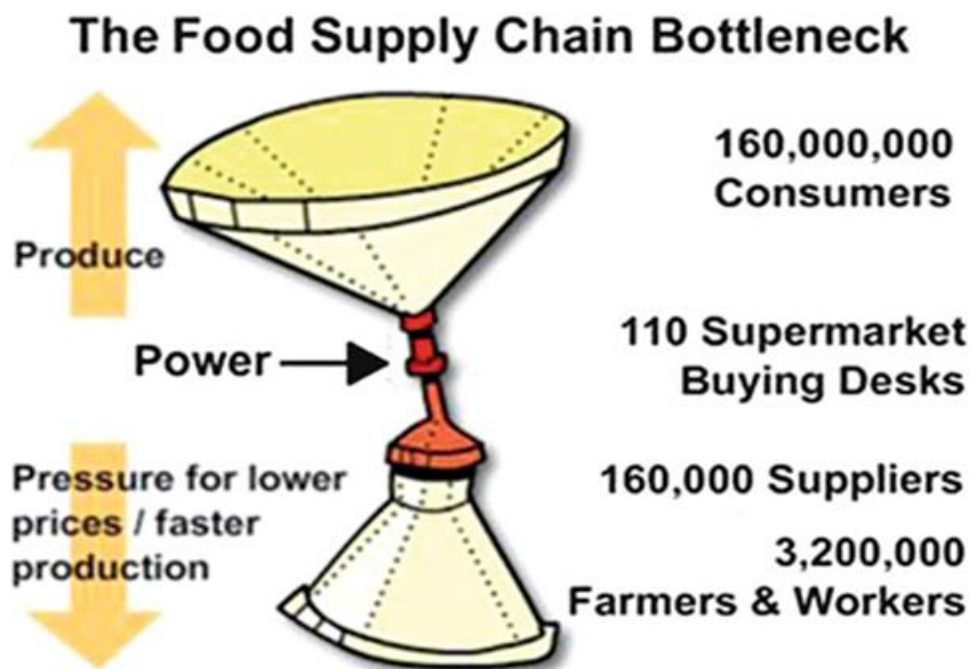 The Food Supply Chain Bottleneck
160,000,000
Consumers
Produce
110 Supermarket
Buying Desks
Power
Pressure for lower
prices / faster
production
160,000 Suppliers
3,200,000
Farmers & Workers